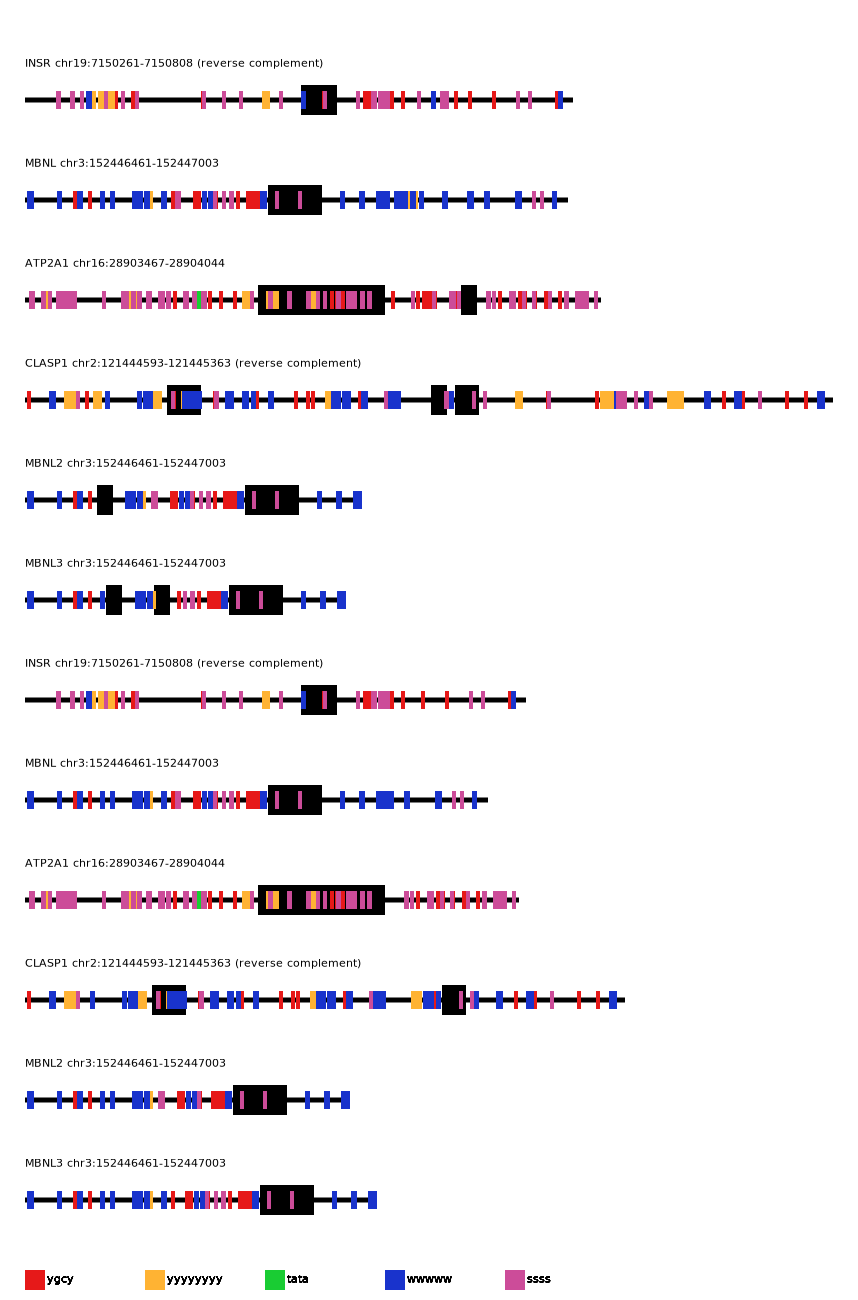 INSR chr19:7150261-7150808 (reverse complement)
MBNL chr3:152446461-152447003
ATP2A1 chr16:28903467-28904044
CLASP1 chr2:121444593-121445363 (reverse complement)
MBNL2 chr3:152446461-152447003
MBNL3 chr3:152446461-152447003
INSR chr19:7150261-7150808 (reverse complement)
MBNL chr3:152446461-152447003
ATP2A1 chr16:28903467-28904044
CLASP1 chr2:121444593-121445363 (reverse complement)
MBNL2 chr3:152446461-152447003
MBNL3 chr3:152446461-152447003
ygcy yyyyyyyy tata wwwww ssss